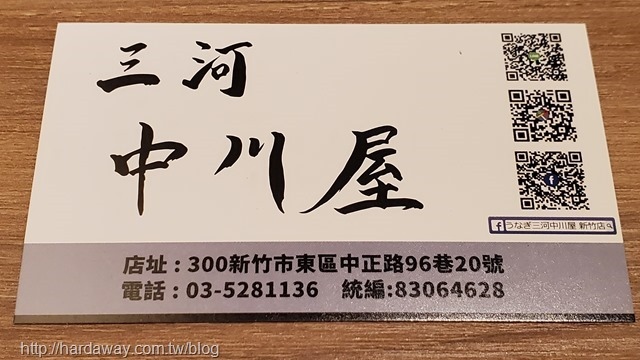 三河
中川屋
うなぎ三河中川屋 新竹店
店址：300新竹市東區中正路96巷20號
電話：03-5281136 統編:83064628
http://hardaway.com.tw/blog